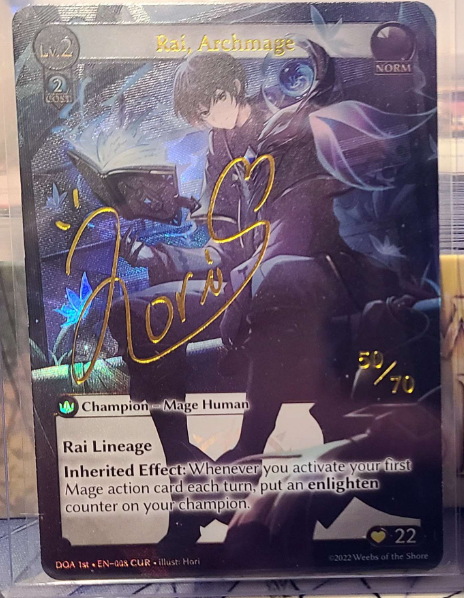 Lv.2
Rai, Archmage
NORM
2
COST
50/70
Champion – Mage Human
Rai Lineage
Inherited Effect: Whenever you activate your first
Mage action card each turn, put an enlighten
counter on your champion.
22
DOA 1st • EN-008 CUR • Illust: Hori
©2022 Weebs of the Shore